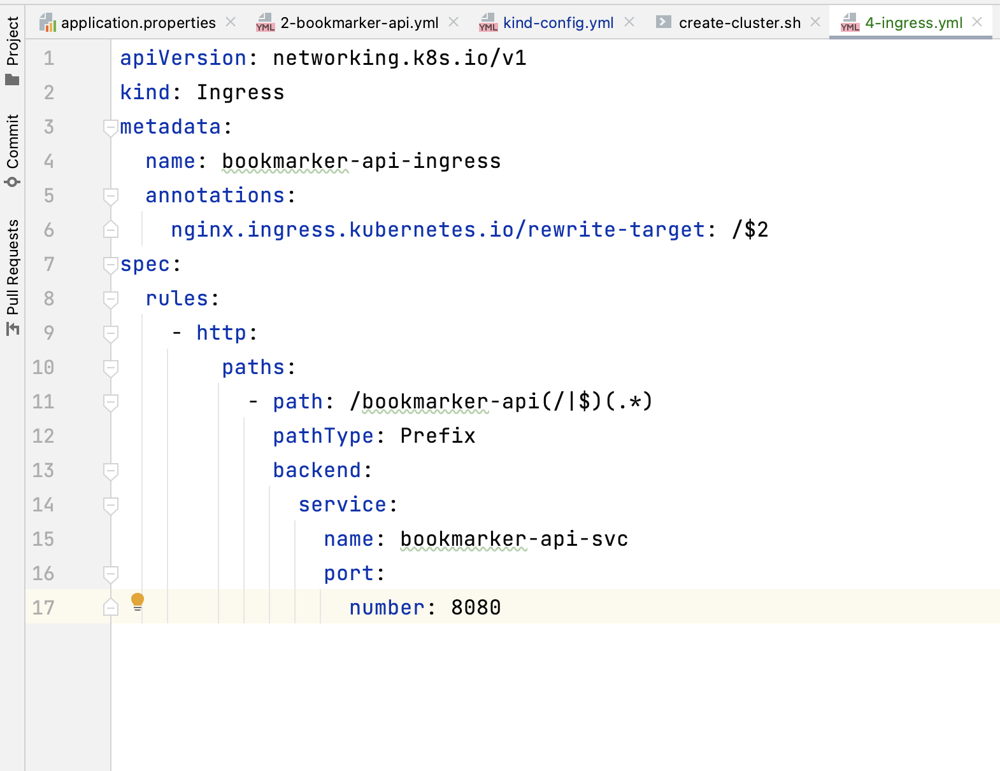 application.properties
2-bookmarker-api.yml
kind-config.yml
create-cluster.sh
4-ingress.yml
Project
Commit
Pull Requests
1 apiVersion: networking.k8s.io/v1
2 kind: Ingress
3 metadata:
4   name: bookmarker-api-ingress
5   annotations:
6     nginx.ingress.kubernetes.io/rewrite-target: /$2
7 spec:
8   rules:
9     - http:
10         paths:
11           - path: /bookmarker-api(/|$)(.*)
12             pathType: Prefix
13             backend:
14               service:
15                 name: bookmarker-api-svc
16                 port:
17                   number: 8080
YML
YML
YML